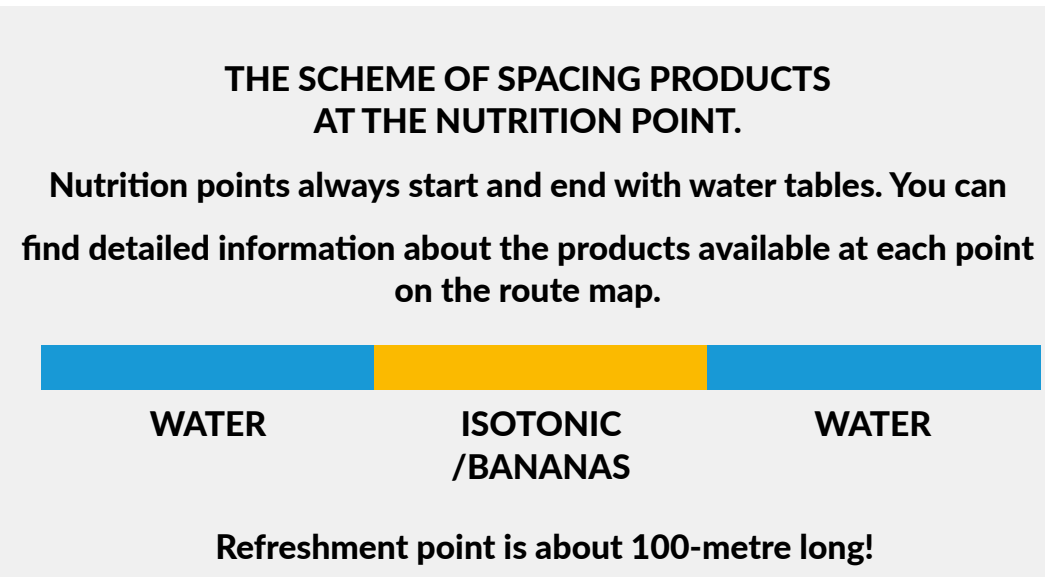 THE SCHEME OF SPACING PRODUCTS
AT THE NUTRITION POINT.
Nutrition points always start and end with water tables. You can
find detailed information about the products available at each point
on the route map.
WATER
ISOTONIC
/BANANAS
WATER
Refreshment point is about 100-metre long!